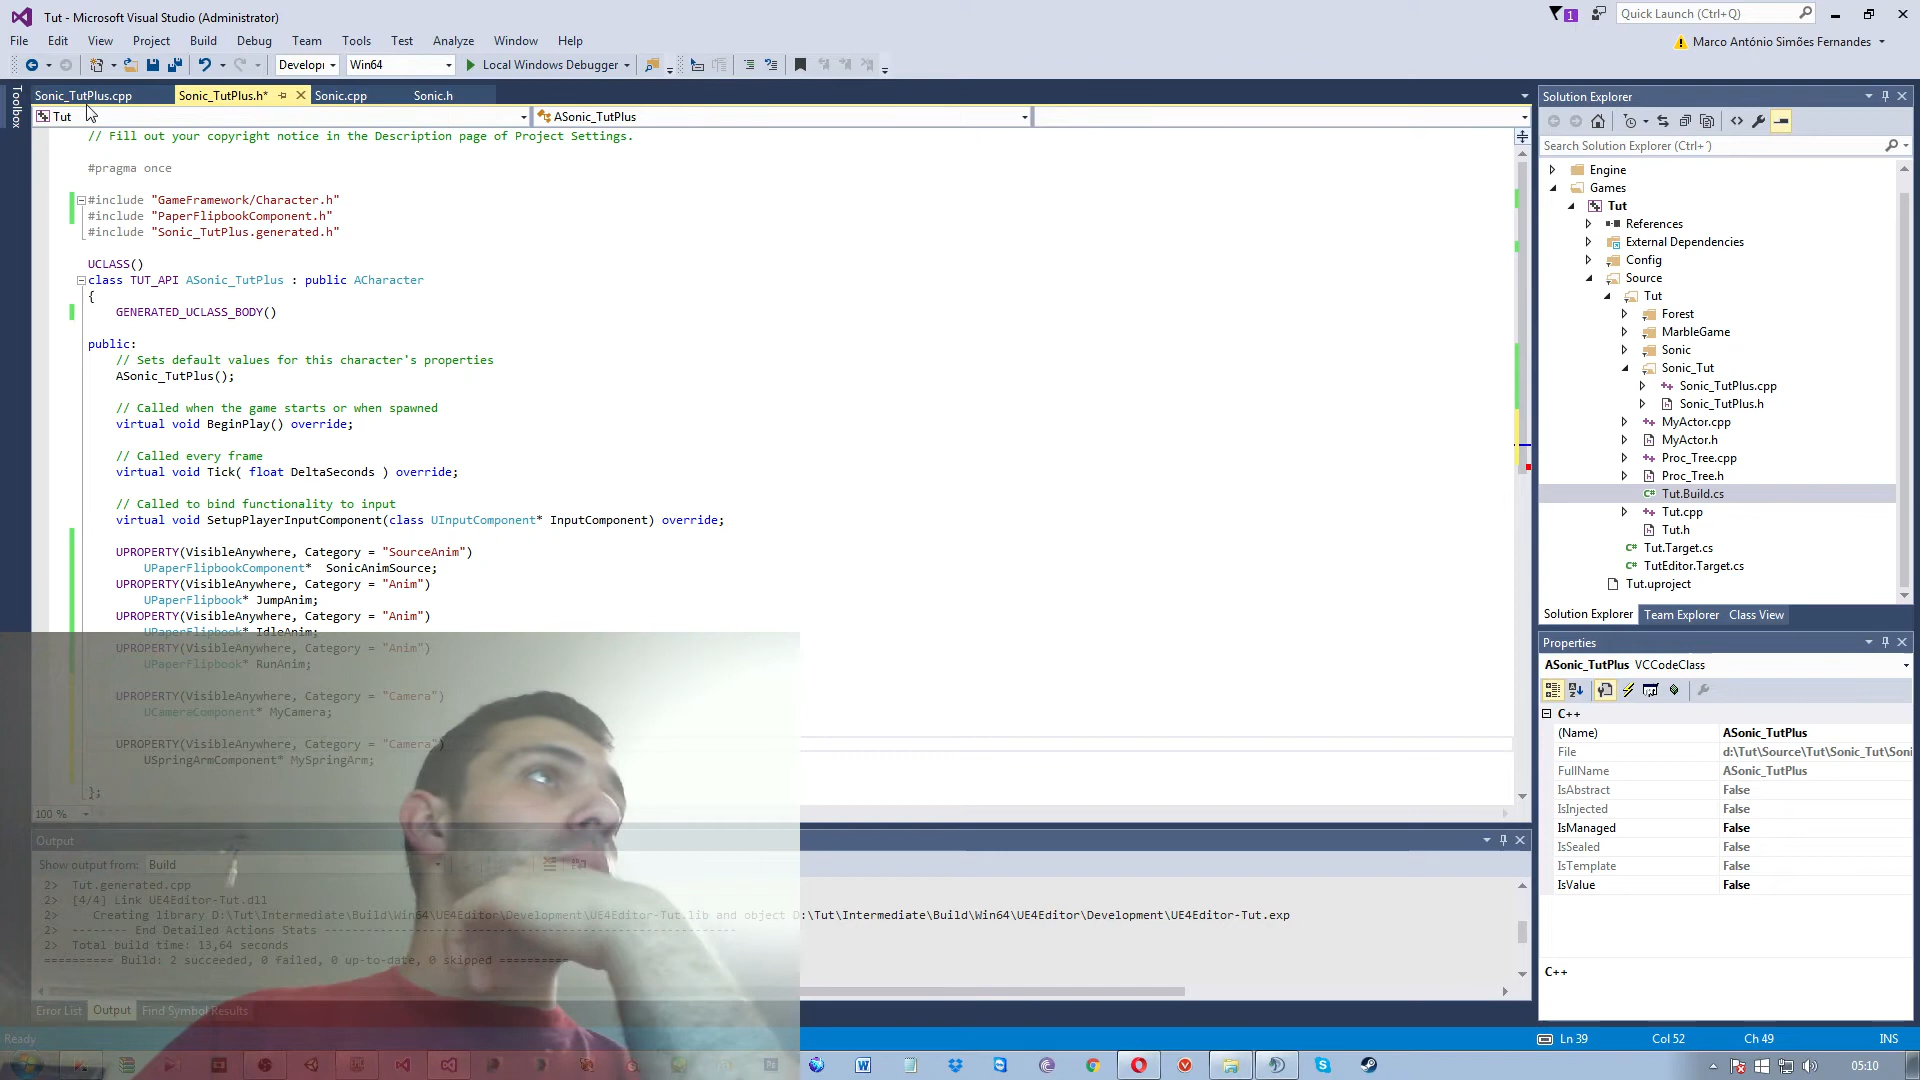 Tut - Microsoft Visual Studio (Administrator)
1
Quick Launch (Ctrl+Q)
File Edit View Project Build Debug Team Tools Test Analyze Window Help
Marco António Simões Fernandes
Developı Win64 Local Windows Debugger
Toolbox
Sonic_TutPlus.cpp Sonic_TutPlus.h* Sonic.cpp Sonic.h
Tut ASonic_TutPlus
// Fill out your copyright notice in the Description page of Project Settings.
#pragma once
#include "GameFramework/Character.h"
#include "PaperFlipbookComponent.h"
#include "Sonic_TutPlus.generated.h"
UCLASS()
class TUT_API ASonic_TutPlus : public ACharacter
{
GENERATED_UCLASS_BODY()
public:
// Sets default values for this character's properties
ASonic_TutPlus();
// Called when the game starts or when spawned
virtual void BeginPlay() override;
// Called every frame
virtual void Tick( float DeltaSeconds ) override;
// Called to bind functionality to input
virtual void SetupPlayerInputComponent(class UInputComponent* InputComponent) override;
UPROPERTY(VisibleAnywhere, Category = "SourceAnim")
UPaperFlipbookComponent* SonicAnimSource;
UPROPERTY(VisibleAnywhere, Category = "Anim")
UPaperFlipbook* JumpAnim;
UPROPERTY(VisibleAnywhere, Category = "Anim")
UPaperFlipbook* IdleAnim;
UPROPERTY(VisibleAnywhere, Category = "Anim")
UPaperFlipbook* RunAnim;
UPROPERTY(VisibleAnywhere, Category = "Camera")
UCameraComponent* MyCamera;
UPROPERTY(VisibleAnywhere, Category = "Camera")
USpringArmComponent* MySpringArm;
};
100 %
Output
Show output from: Build
2> Tut.generated.cpp
2> [4/4] Link UE4Editor-Tut.dll
2> Creating library D:\Tut\Intermediate\Build\Win64\UE4Editor\Development\UE4Editor-Tut.lib and object D:\Tut\Intermediate\Build\Win64\UE4Editor\Development\UE4Editor-Tut.exp
2> -------- End Detailed Actions Stats -----------------------------------------------------------
2> Total build time: 13,64 seconds
========== Build: 2 succeeded, 0 failed, 0 up-to-date, 0 skipped ==========
Error List Output Find Symbol Results
Ready
Solution Explorer
Search Solution Explorer (Ctrl+´)
Engine
Games
Tut
References
External Dependencies
Config
Source
Tut
Forest
MarbleGame
Sonic
Sonic_Tut
Sonic_TutPlus.cpp
Sonic_TutPlus.h
MyActor.cpp
MyActor.h
Proc_Tree.cpp
Proc_Tree.h
Tut.Build.cs
Tut.cpp
Tut.h
Tut.Target.cs
TutEditor.Target.cs
Tut.uproject
Solution Explorer Team Explorer Class View
Properties
ASonic_TutPlus VCCodeClass
C++
(Name) ASonic_TutPlus
File d:\Tut\Source\Tut\Sonic_Tut\Soni
FullName ASonic_TutPlus
IsAbstract False
IsInjected False
IsManaged False
IsSealed False
IsTemplate False
IsValue False
C++
Ln 39 Col 52 Ch 49 INS
05:10